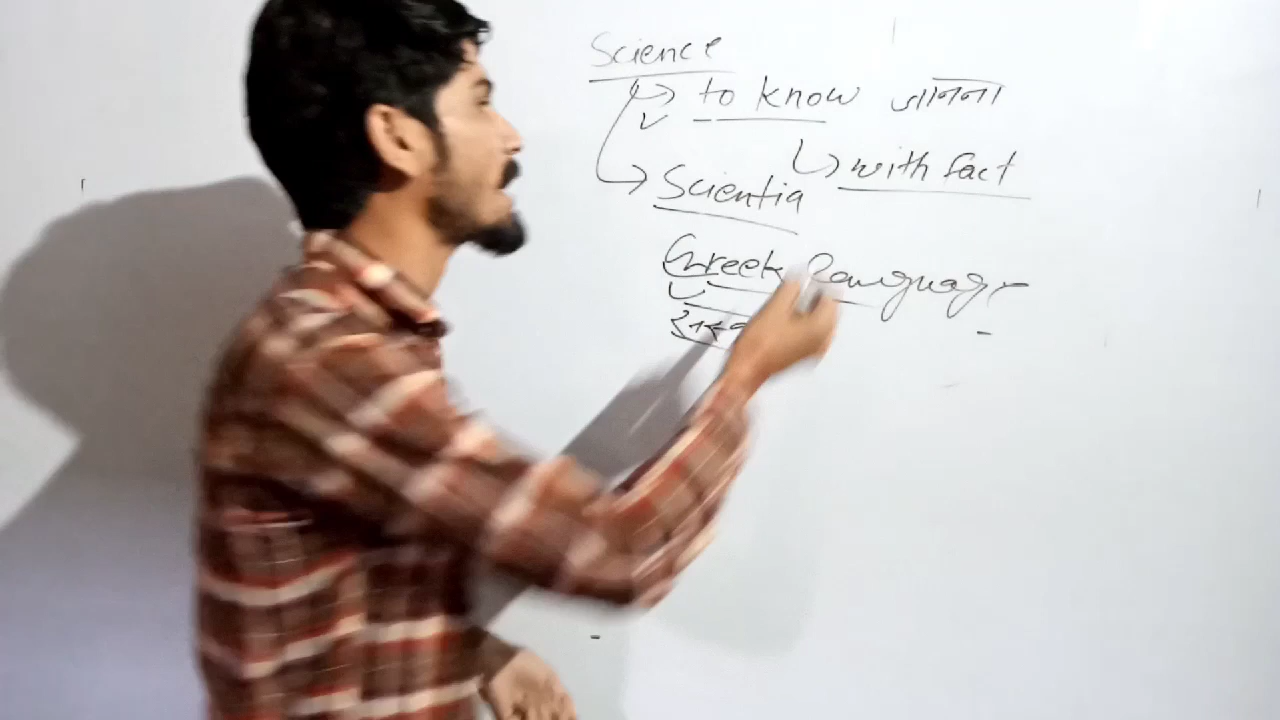 Science
to know जानना
with fact
Scientia
Greek language